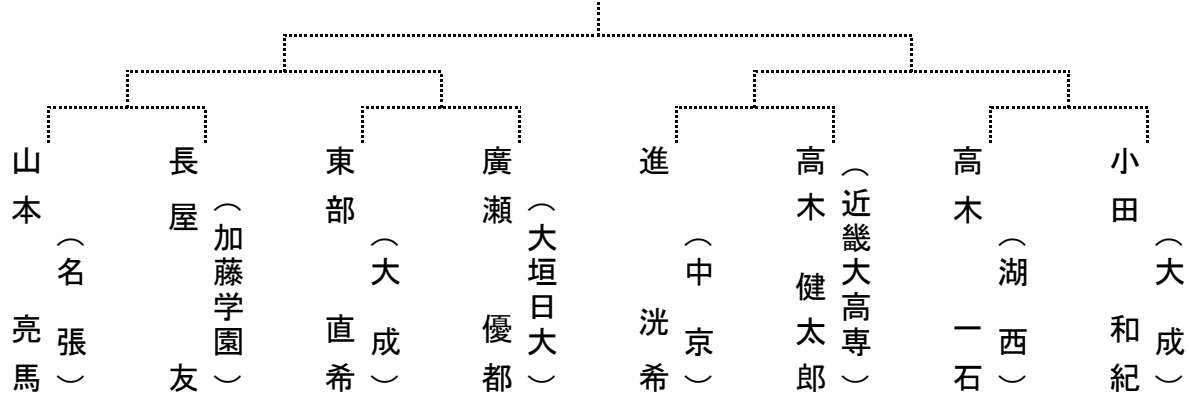 山本 亮馬
(名張)
長屋 友
(加藤学園)
東部 直希
(大成)
廣瀬 優都
(大垣日大)
進 洸希
(中京)
高木 健太郎
(近畿大高専)
高木 一石
(湖西)
小田 和紀
(大成)